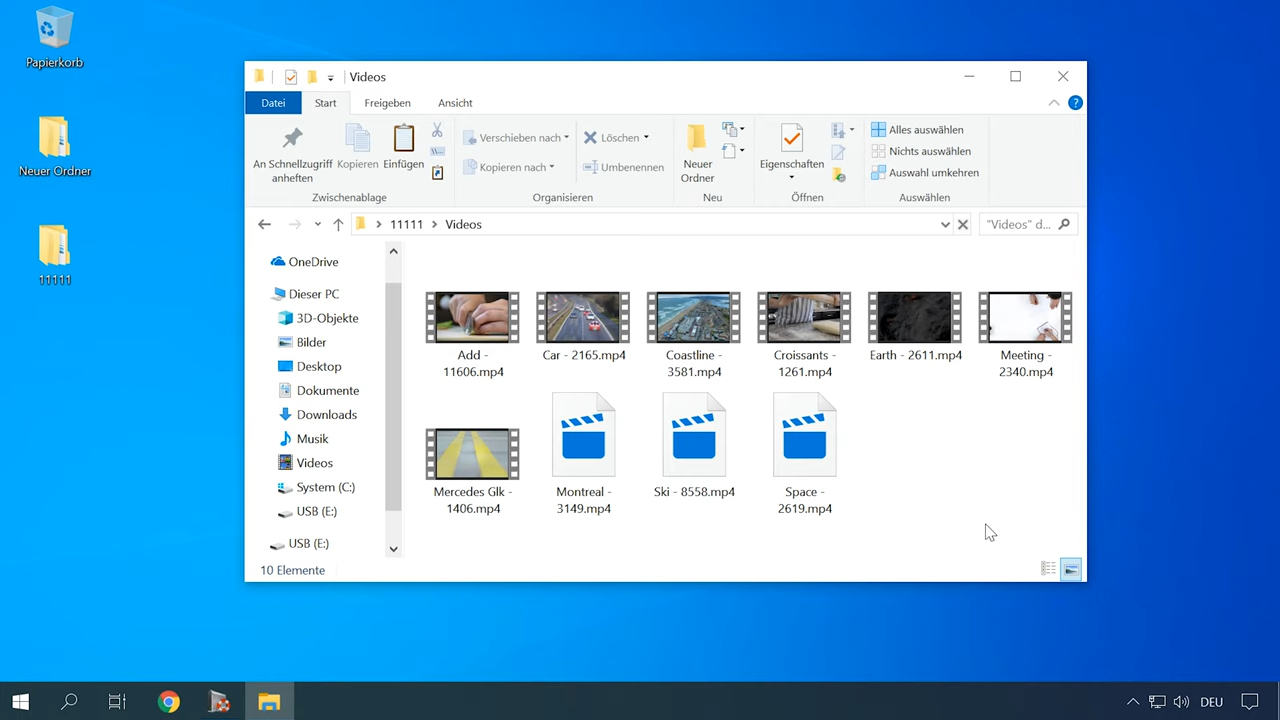 Papierkorb
Neuer Ordner
11111
Videos
Datei
Start
Freigeben
Ansicht
An Schnellzugriff
anheften
Kopieren
Einfügen
Zwischenablage
Verschieben nach
Kopieren nach
Löschen
Umbenennen
Organisieren
Neuer
Ordner
Neu
Eigenschaften
Öffnen
Alles auswählen
Nichts auswählen
Auswahl umkehren
Auswählen
11111 > Videos
"Videos" d...
OneDrive
Dieser PC
3D-Objekte
Bilder
Desktop
Dokumente
Downloads
Musik
Videos
System (C:)
USB (E:)
USB (E:)
Add -
11606.mp4
Car - 2165.mp4
Coastline -
3581.mp4
Croissants -
1261.mp4
Earth - 2611.mp4
Meeting -
2340.mp4
Mercedes Glk -
1406.mp4
Montreal -
3149.mp4
Ski - 8558.mp4
Space -
2619.mp4
10 Elemente
DEU